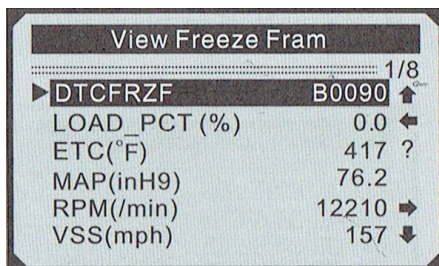 View Freeze Fram
1/8
DTCFRZF B0090
LOAD_PCT (%) 0.0
ETC(°F) 417 ?
MAP(inH9) 76.2
RPM(/min) 12210
VSS(mph) 157